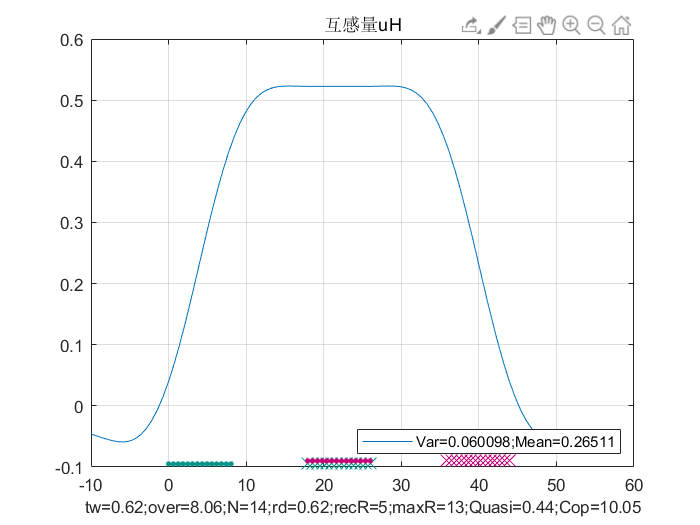 互感量uH
0.6
0.5
0.4
0.3
0.2
0.1
0
-0.1
Var=0.060098;Mean=0.26511
-10 0 10 20 30 40 50 60
tw=0.62;over=8.06;N=14;rd=0.62;recR=5;maxR=13;Quasi=0.44;Cop=10.05